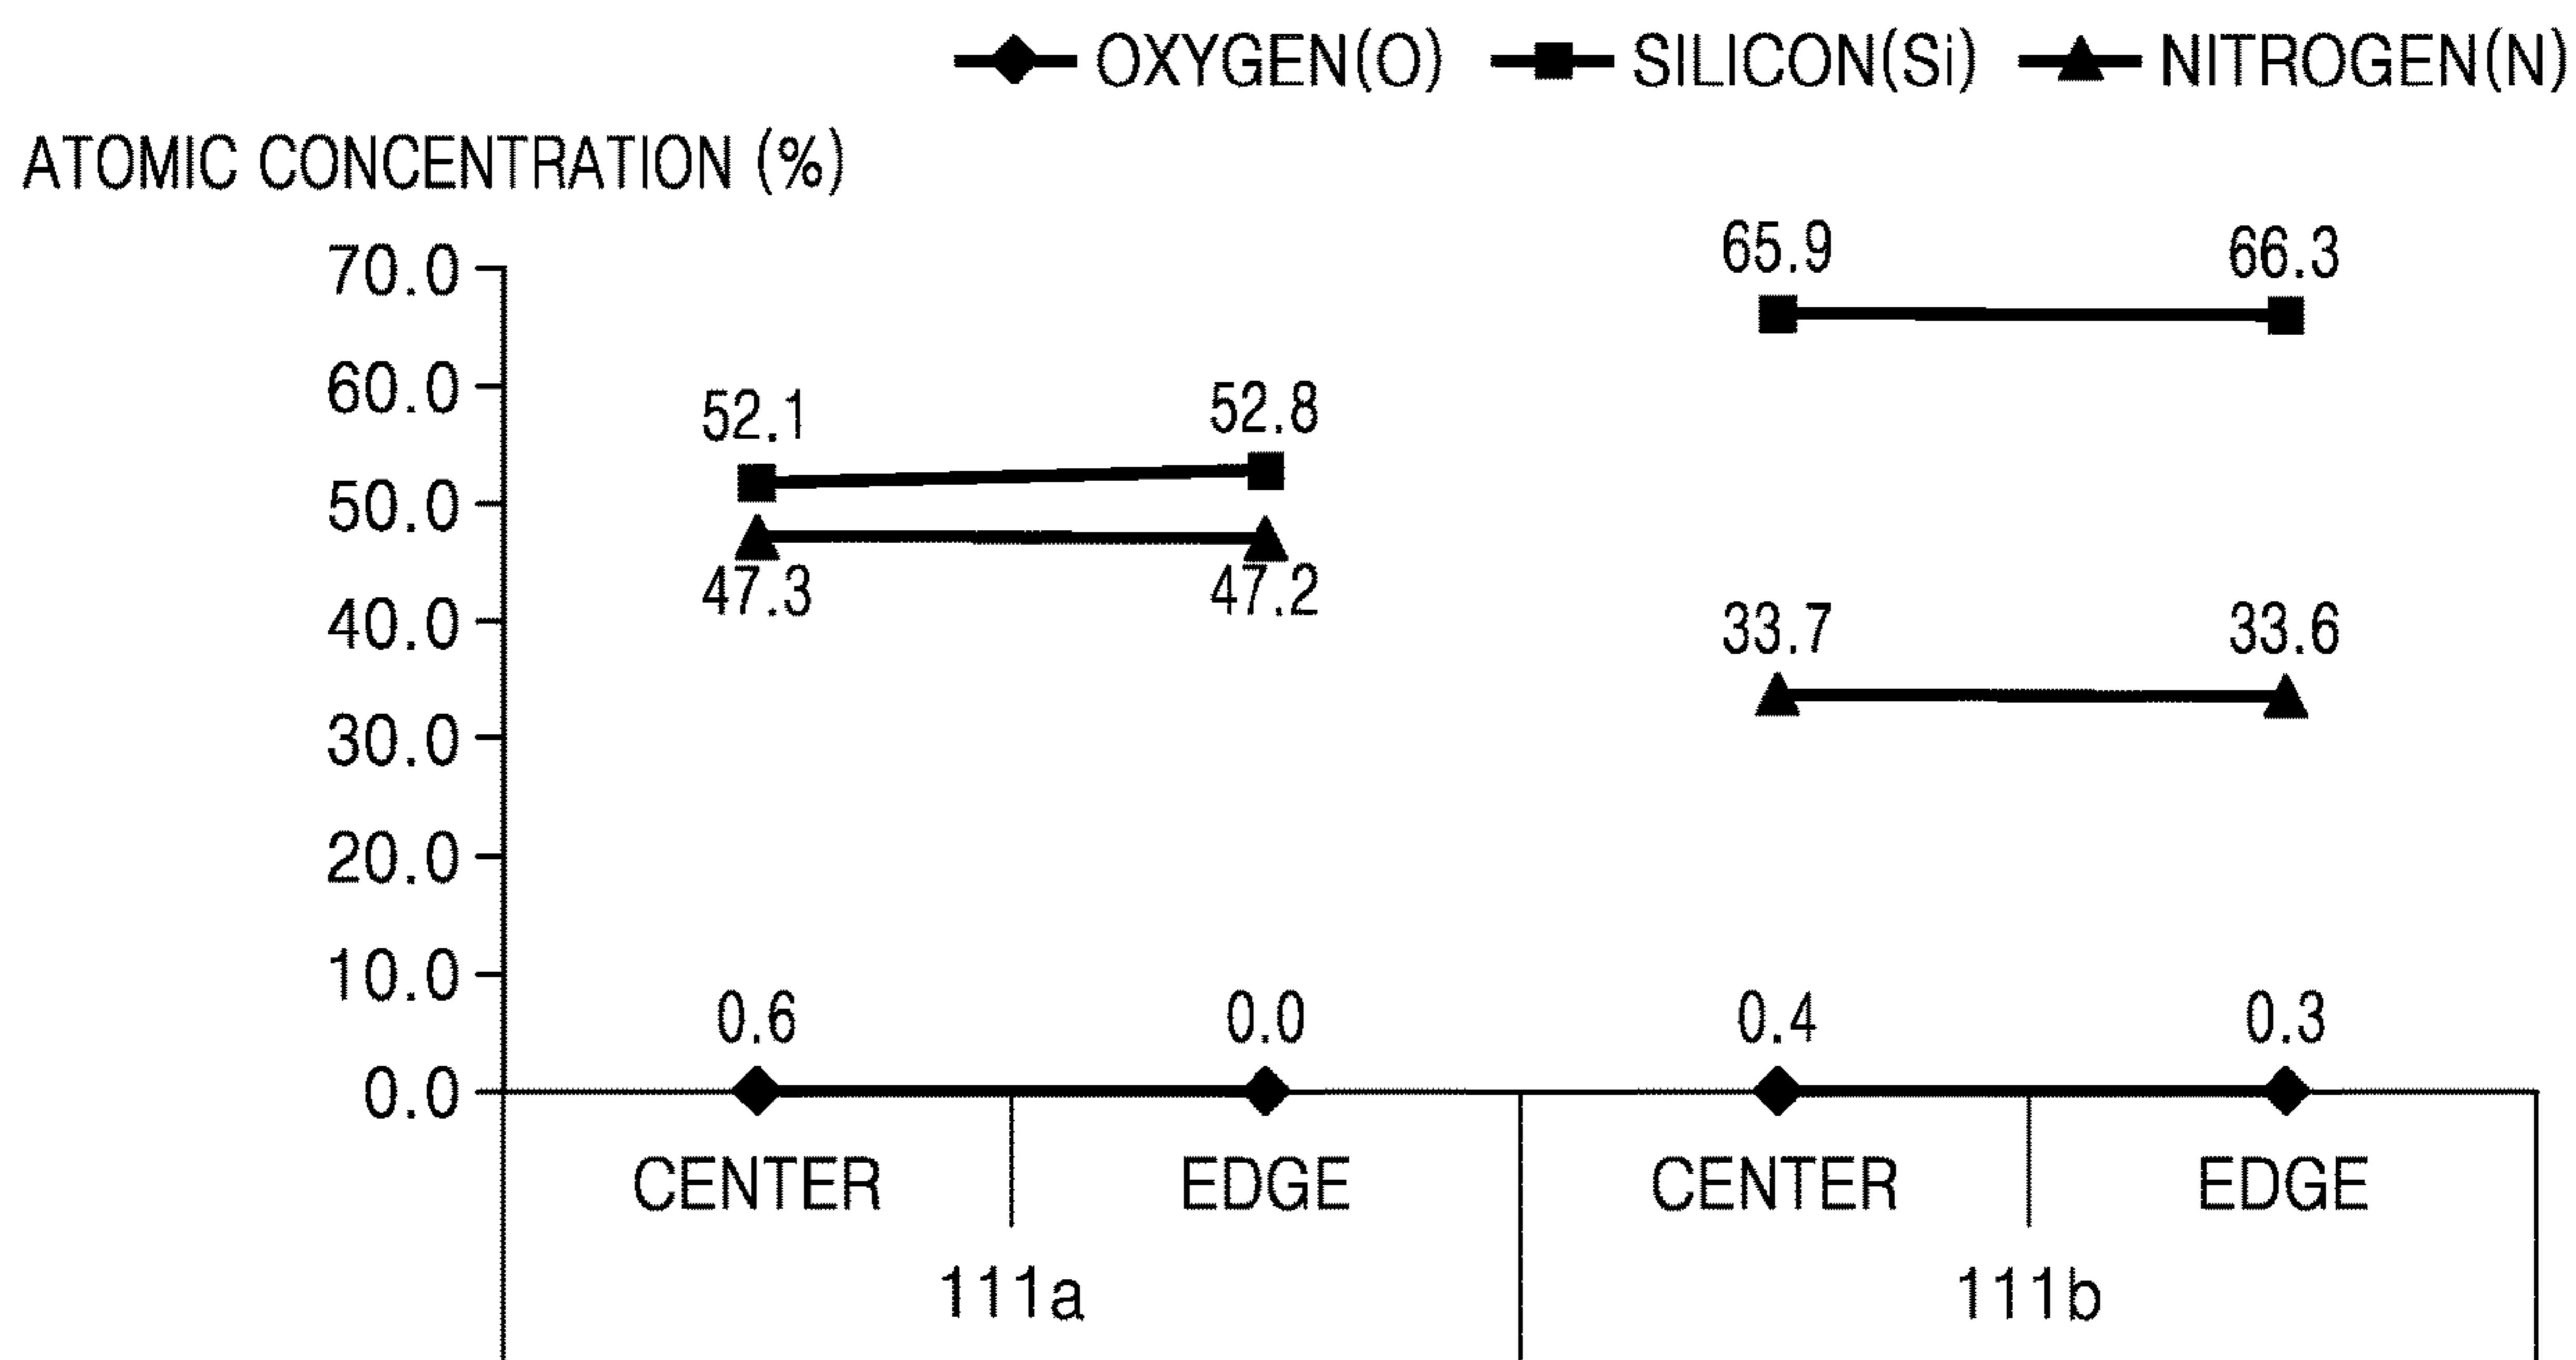 OXYGEN(O) SILICON(Si) NITROGEN(N)
ATOMIC CONCENTRATION (%)
70.0
60.0
50.0
40.0
30.0
20.0
10.0
0.0
52.1 52.8 65.9 66.3
47.3 47.2 33.7 33.6
0.6 0.0 0.4 0.3
CENTER EDGE CENTER EDGE
111a 111b